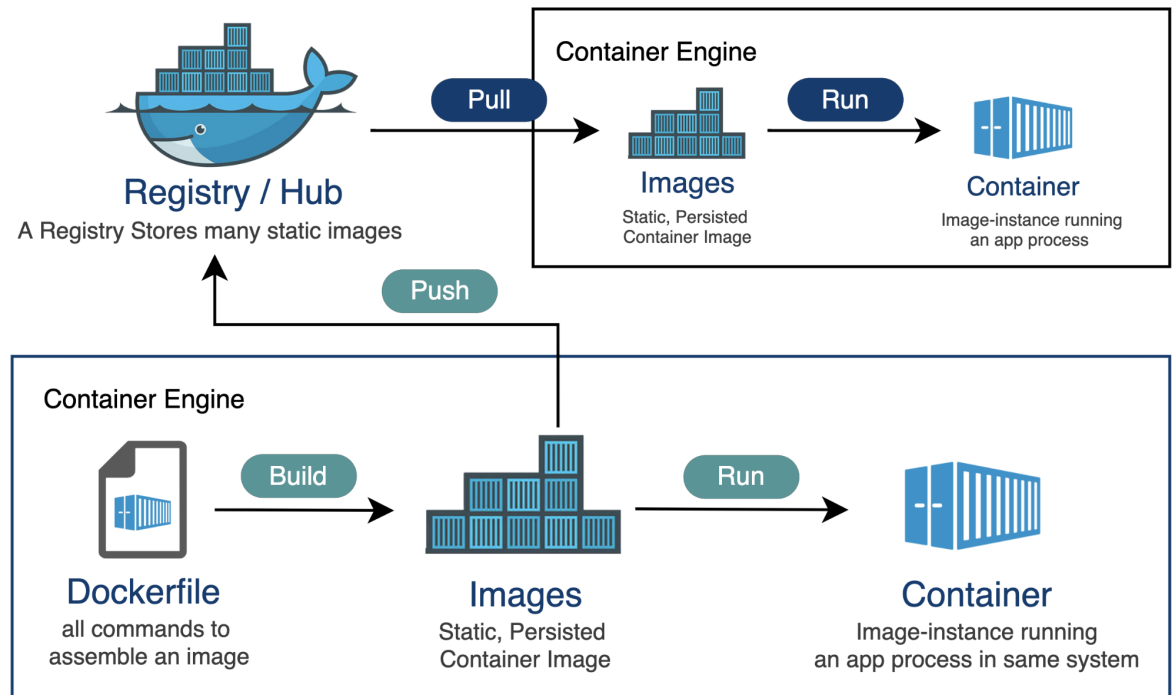 Container Engine
Pull
Run
Images
Static, Persisted
Container Image
Container
Image-instance running
an app process
Registry / Hub
A Registry Stores many static images
Push
Container Engine
Build
Run
Dockerfile
all commands to
assemble an image
Images
Static, Persisted
Container Image
Container
Image-instance running
an app process in same system